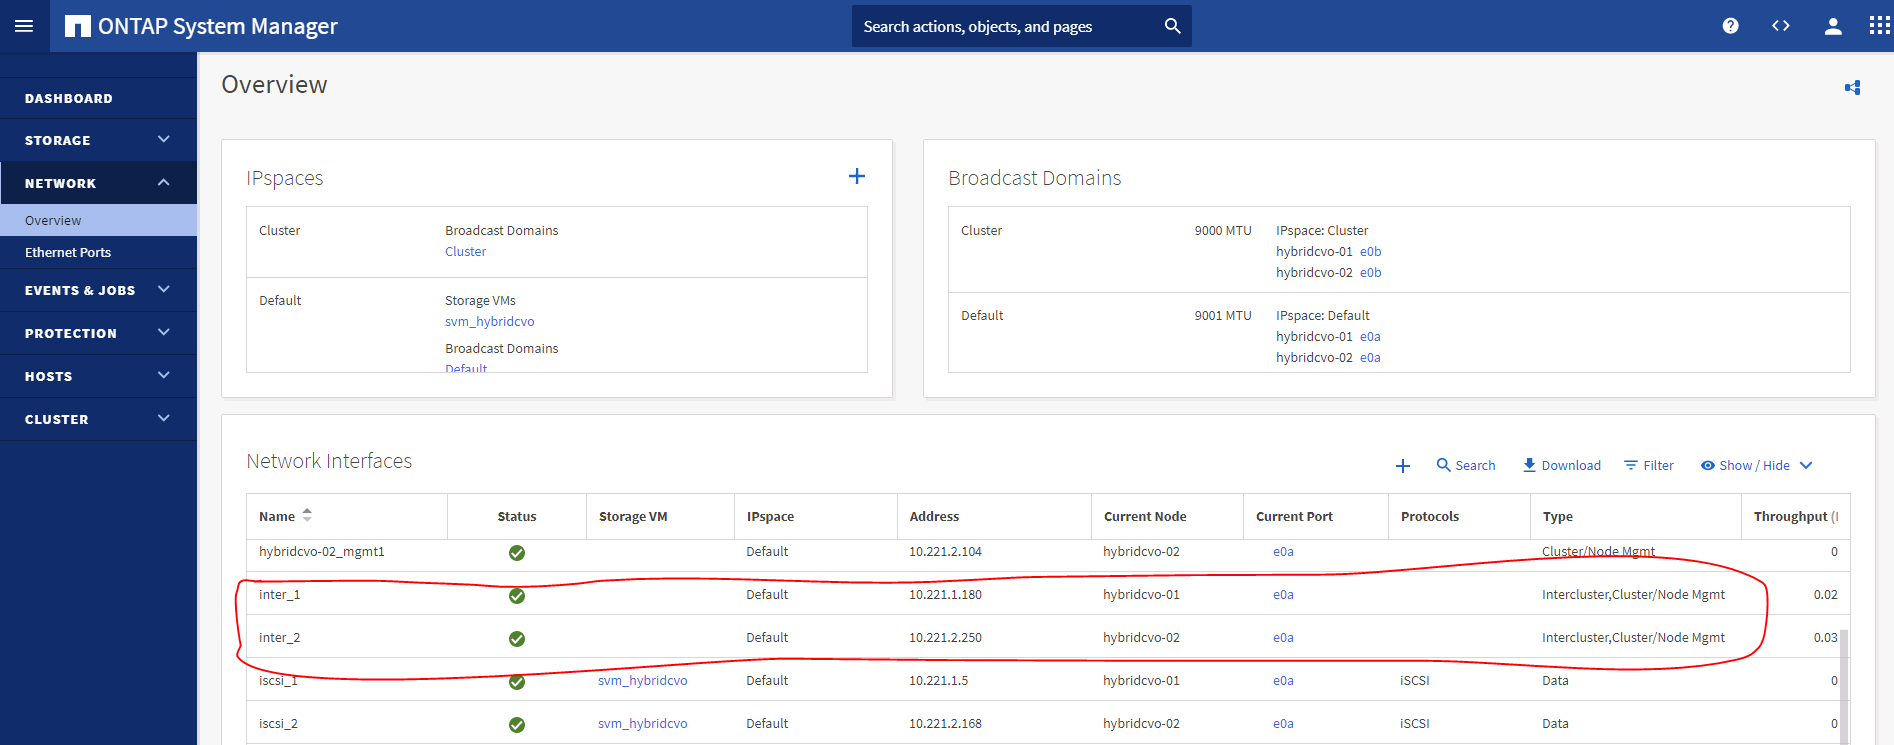 ONTAP System Manager
Search actions, objects, and pages
DASHBOARD
STORAGE
NETWORK
Overview
Ethernet Ports
EVENTS & JOBS
PROTECTION
HOSTS
CLUSTER
Overview
IPspaces
Cluster
Broadcast Domains
Cluster
Default
Storage VMs
svm_hybridcvo
Broadcast Domains
Default
Broadcast Domains
Cluster 9000 MTU IPspace: Cluster
hybridcvo-01 e0b
hybridcvo-02 e0b
Default 9001 MTU IPspace: Default
hybridcvo-01 e0a
hybridcvo-02 e0a
Network Interfaces
Search Download Filter Show / Hide
Name Status Storage VM IPspace Address Current Node Current Port Protocols Type Throughput (
hybridcvo-02_mgmt1 Default 10.221.2.104 hybridcvo-02 e0a Cluster/Node Mgmt 0
inter_1 Default 10.221.1.180 hybridcvo-01 e0a Intercluster,Cluster/Node Mgmt 0.02
inter_2 Default 10.221.2.250 hybridcvo-02 e0a Intercluster,Cluster/Node Mgmt 0.03
iscsi_1 svm_hybridcvo Default 10.221.1.5 hybridcvo-01 e0a iSCSI Data 0
iscsi_2 svm_hybridcvo Default 10.221.2.168 hybridcvo-02 e0a iSCSI Data 0